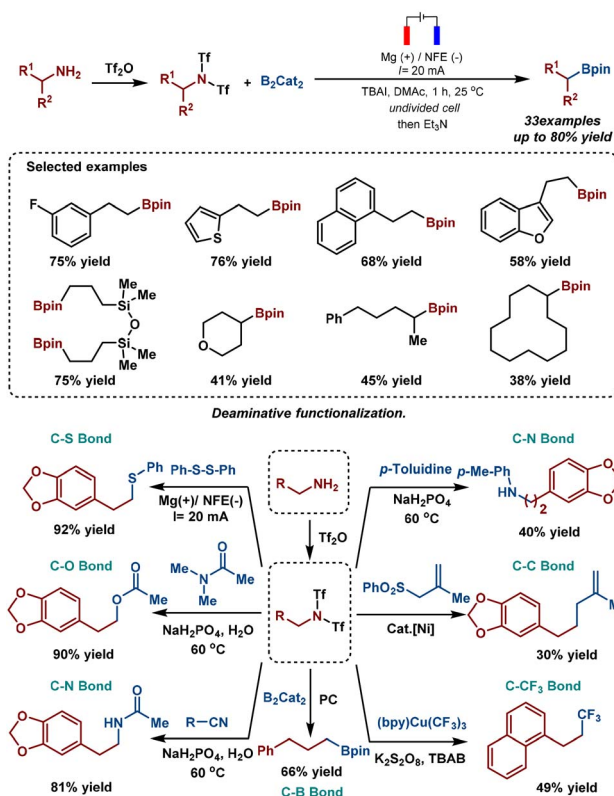 R1
NH2
R2
Tf2O
Tf
R1
N
Tf
R2
+ B2Cat2
Mg (+) / NFE (-)
I= 20 mA
TBAI, DMAc, 1 h, 25 °C
undivided cell
then Et3N
R1
Bpin
R2
33examples
up to 80% yield
Selected examples
F
Bpin
75% yield
S
Bpin
76% yield
Bpin
68% yield
Bpin
O
58% yield
Bpin
Me
Si
Me
O
Bpin
Si
Me
Me
75% yield
Bpin
O
41% yield
Ph
Bpin
Me
45% yield
Bpin
38% yield
Deaminative functionalization.
C-S Bond
O
O
S
Ph
92% yield
Ph-S-S-Ph
Mg(+)/ NFE(-)
I= 20 mA
R
NH2
Tf2O
p-Toluidine
NaH2PO4
60 °C
C-N Bond
p-Me-Ph
HN
( )2
O
O
40% yield
C-O Bond
O
O
O
O
Me
90% yield
Me
N
Me
O
Me
NaH2PO4, H2O
60 °C
R
N
Tf
Tf
PhO2S
Me
Cat.[Ni]
C-C Bond
O
O
M
30% yield
C-N Bond
O
O
HN
O
Me
81% yield
R—CN
NaH2PO4, H2O
60 °C
B2Cat2
PC
Ph
Bpin
66% yield
C-B Bond
(bpy)Cu(CF3)3
K2S2O8, TBAB
C-CF3 Bond
CF3
49% yield